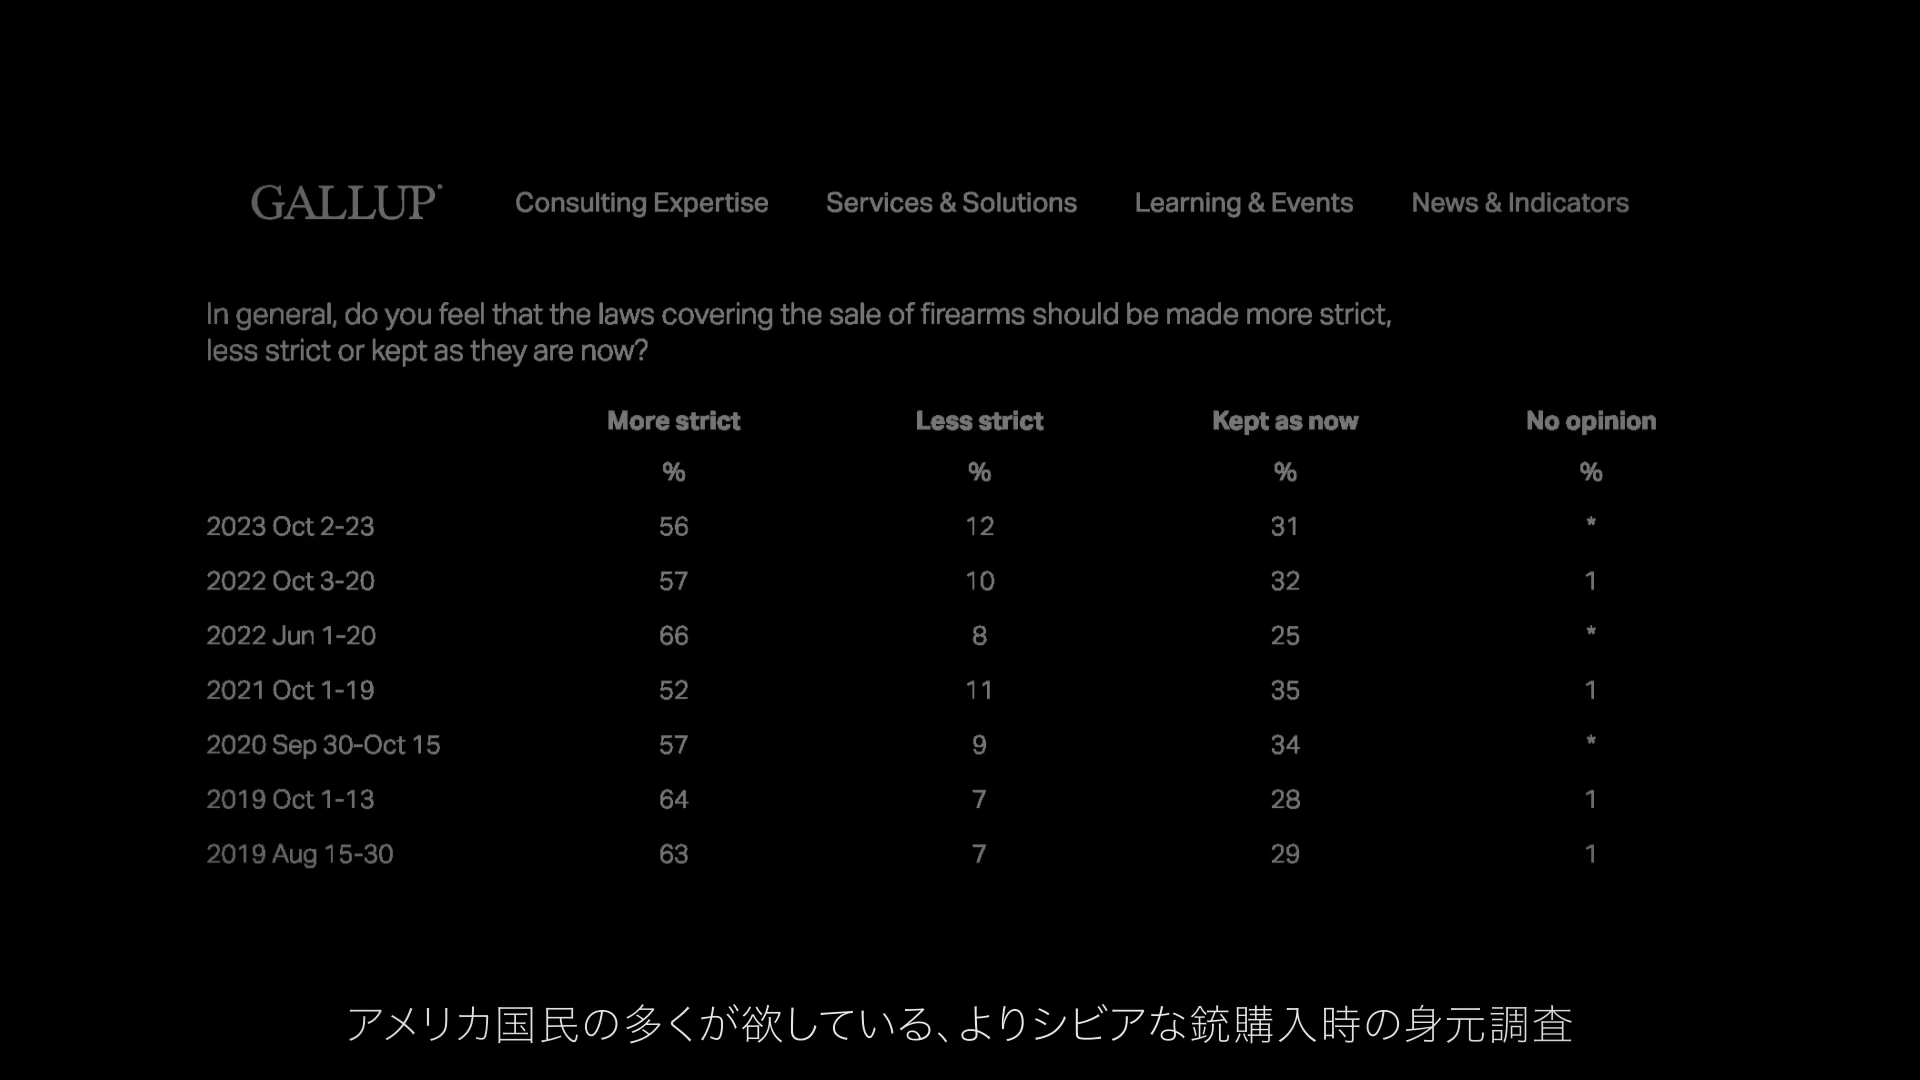 GALLUP Consulting Expertise Services & Solutions Learning & Events News & Indicators
In general, do you feel that the laws covering the sale of firearms should be made more strict,
less strict or kept as they are now?
More strict Less strict Kept as now No opinion
% % % %
2023 Oct 2-23 56 12 31 *
2022 Oct 3-20 57 10 32 1
2022 Jun 1-20 66 8 25 *
2021 Oct 1-19 52 11 35 1
2020 Sep 30-Oct 15 57 9 34 *
2019 Oct 1-13 64 7 28 1
2019 Aug 15-30 63 7 29 1
アメリカ国民の多くが欲している、よりシビアな銃購入時の身元調査